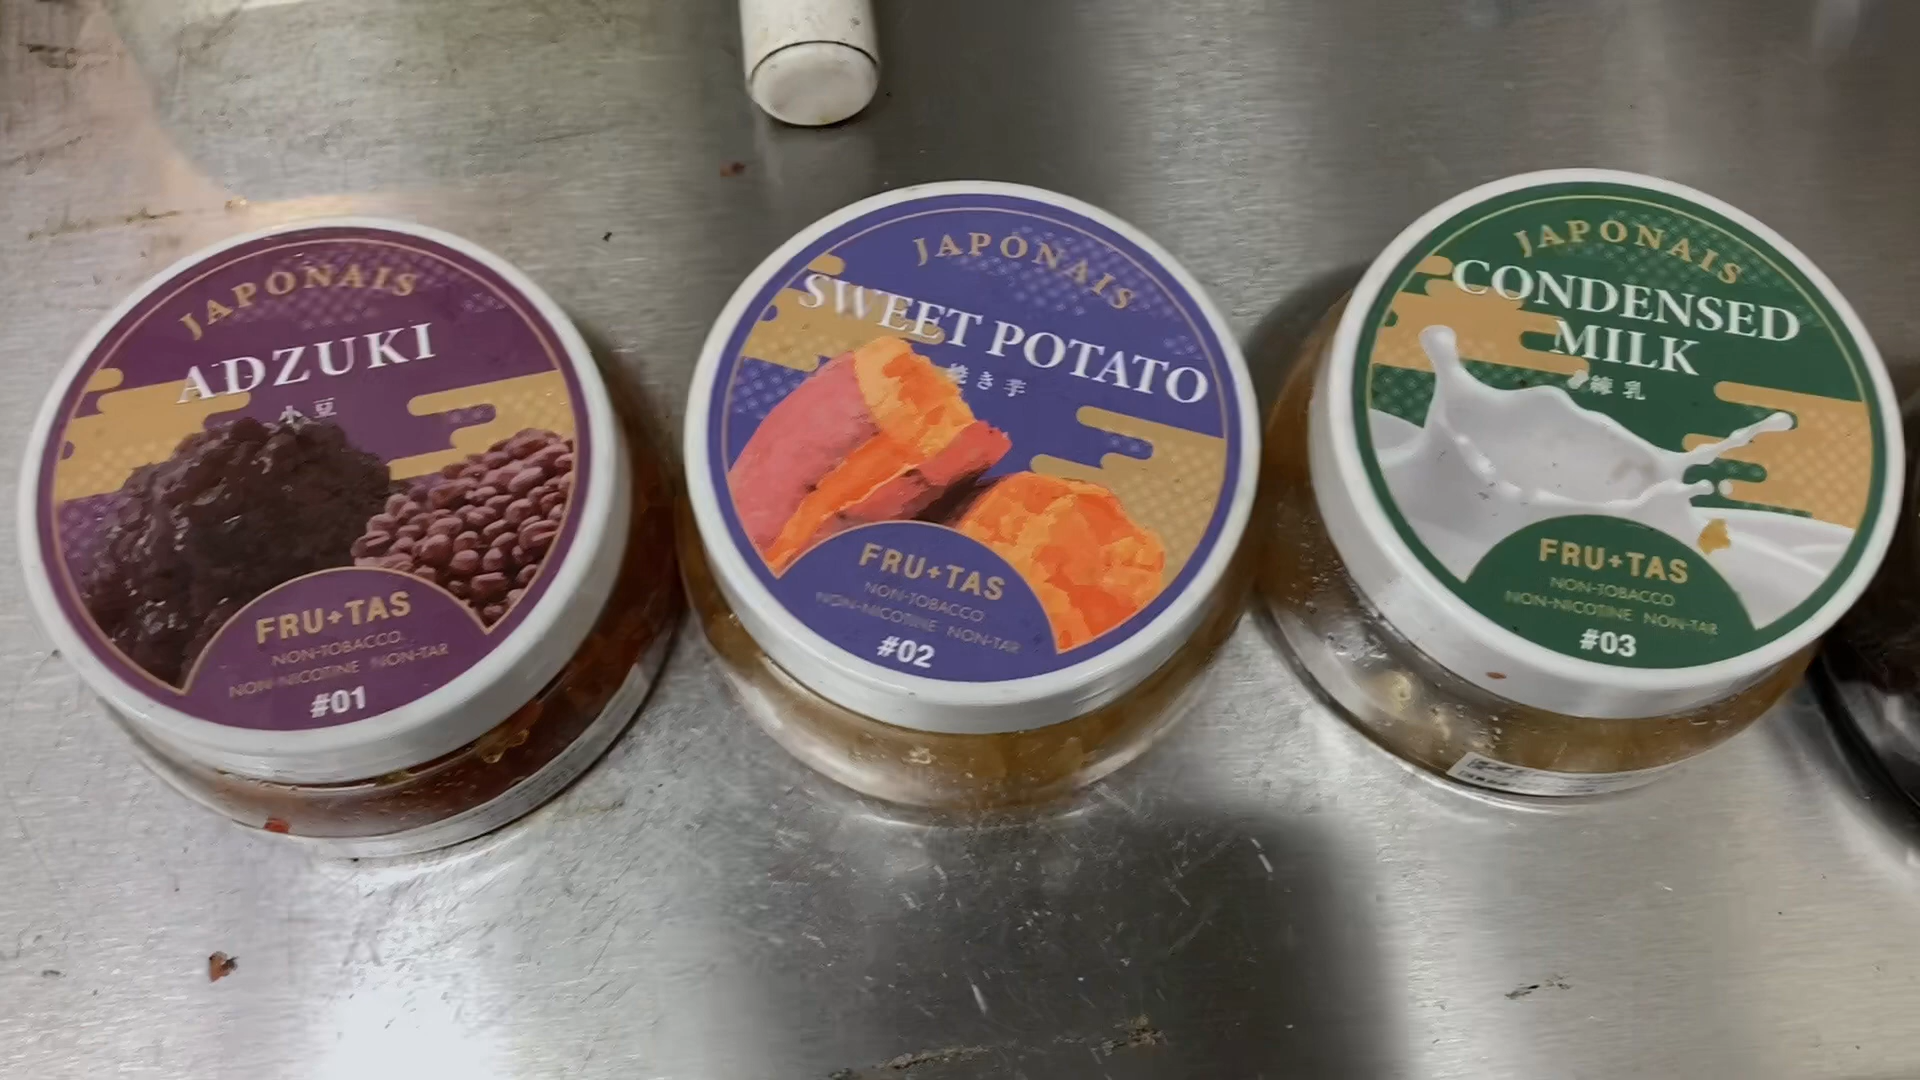 JAPONAIS
ADZUKI
小豆
FRU+TAS
NON-TOBACCO
NON-NICOTINE NON-TAR
#01
JAPONAIS
SWEET POTATO
焼き芋
FRU+TAS
NON-TOBACCO
NON-NICOTINE NON-TAR
#02
JAPONAIS
CONDENSED
MILK
練乳
FRU+TAS
NON-TOBACCO
NON-NICOTINE NON-TAR
#03